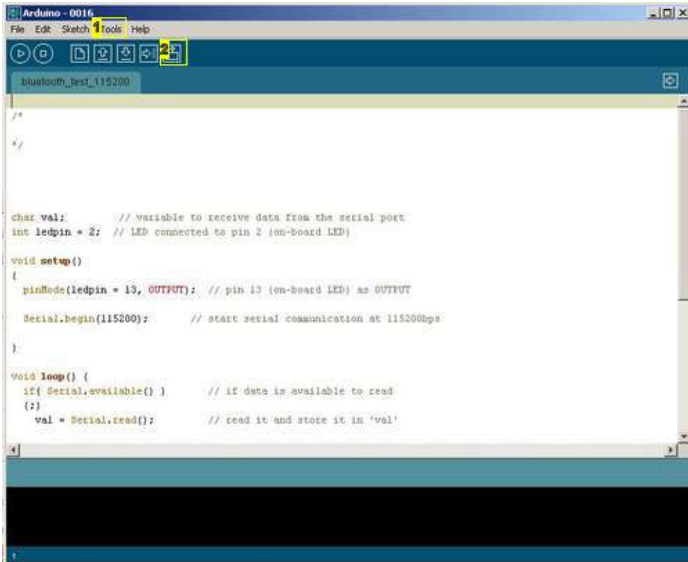 Arduino - 0016
File Edit Sketch 1 Tools Help
2
bluetooth_test_115200
/*
*/
char val; // variable to receive data from the serial port
int ledpin = 2; // LED connected to pin 2 (on-board LED)
void setup()
{
pinMode(ledpin = 13, OUTPUT); // pin 13 (on-board LED) as OUTPUT
Serial.begin(115200); // start serial communication at 115200bps
}
void loop() {
if( Serial.available() ) // if data is available to read
{;}
val = Serial.read(); // read it and store it in 'val'
1